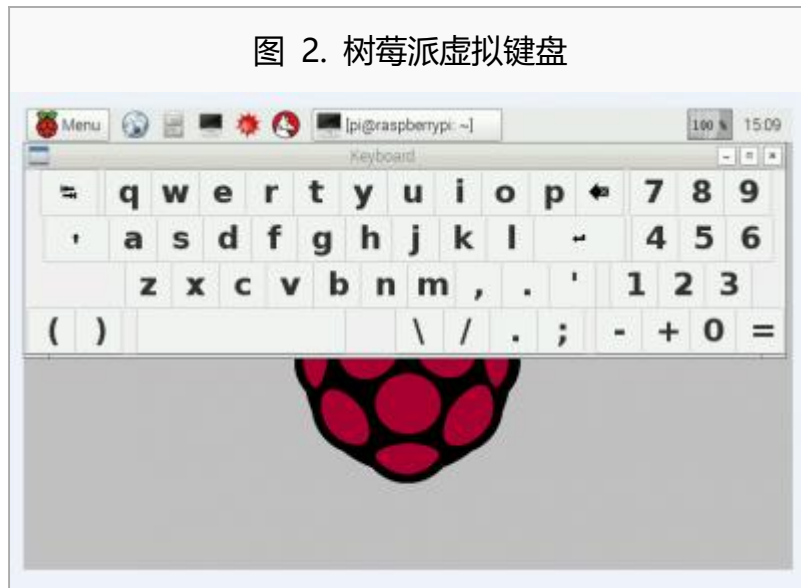 图 2. 树莓派虚拟键盘
Menu [pi@raspberrypi: ~] 100 % 15:09
Keyboard
q w e r t y u i o p 7 8 9
a s d f g h j k l 4 5 6
z x c v b n m , . ' 1 2 3
( ) \ / . ; - + 0 =